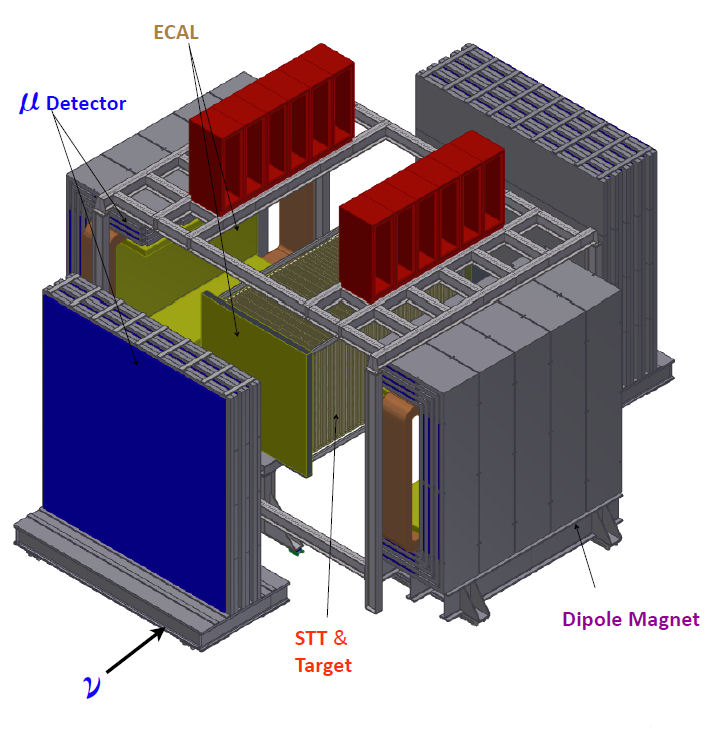 ECAL
μ Detector
Dipole Magnet
STT &
Target
ν